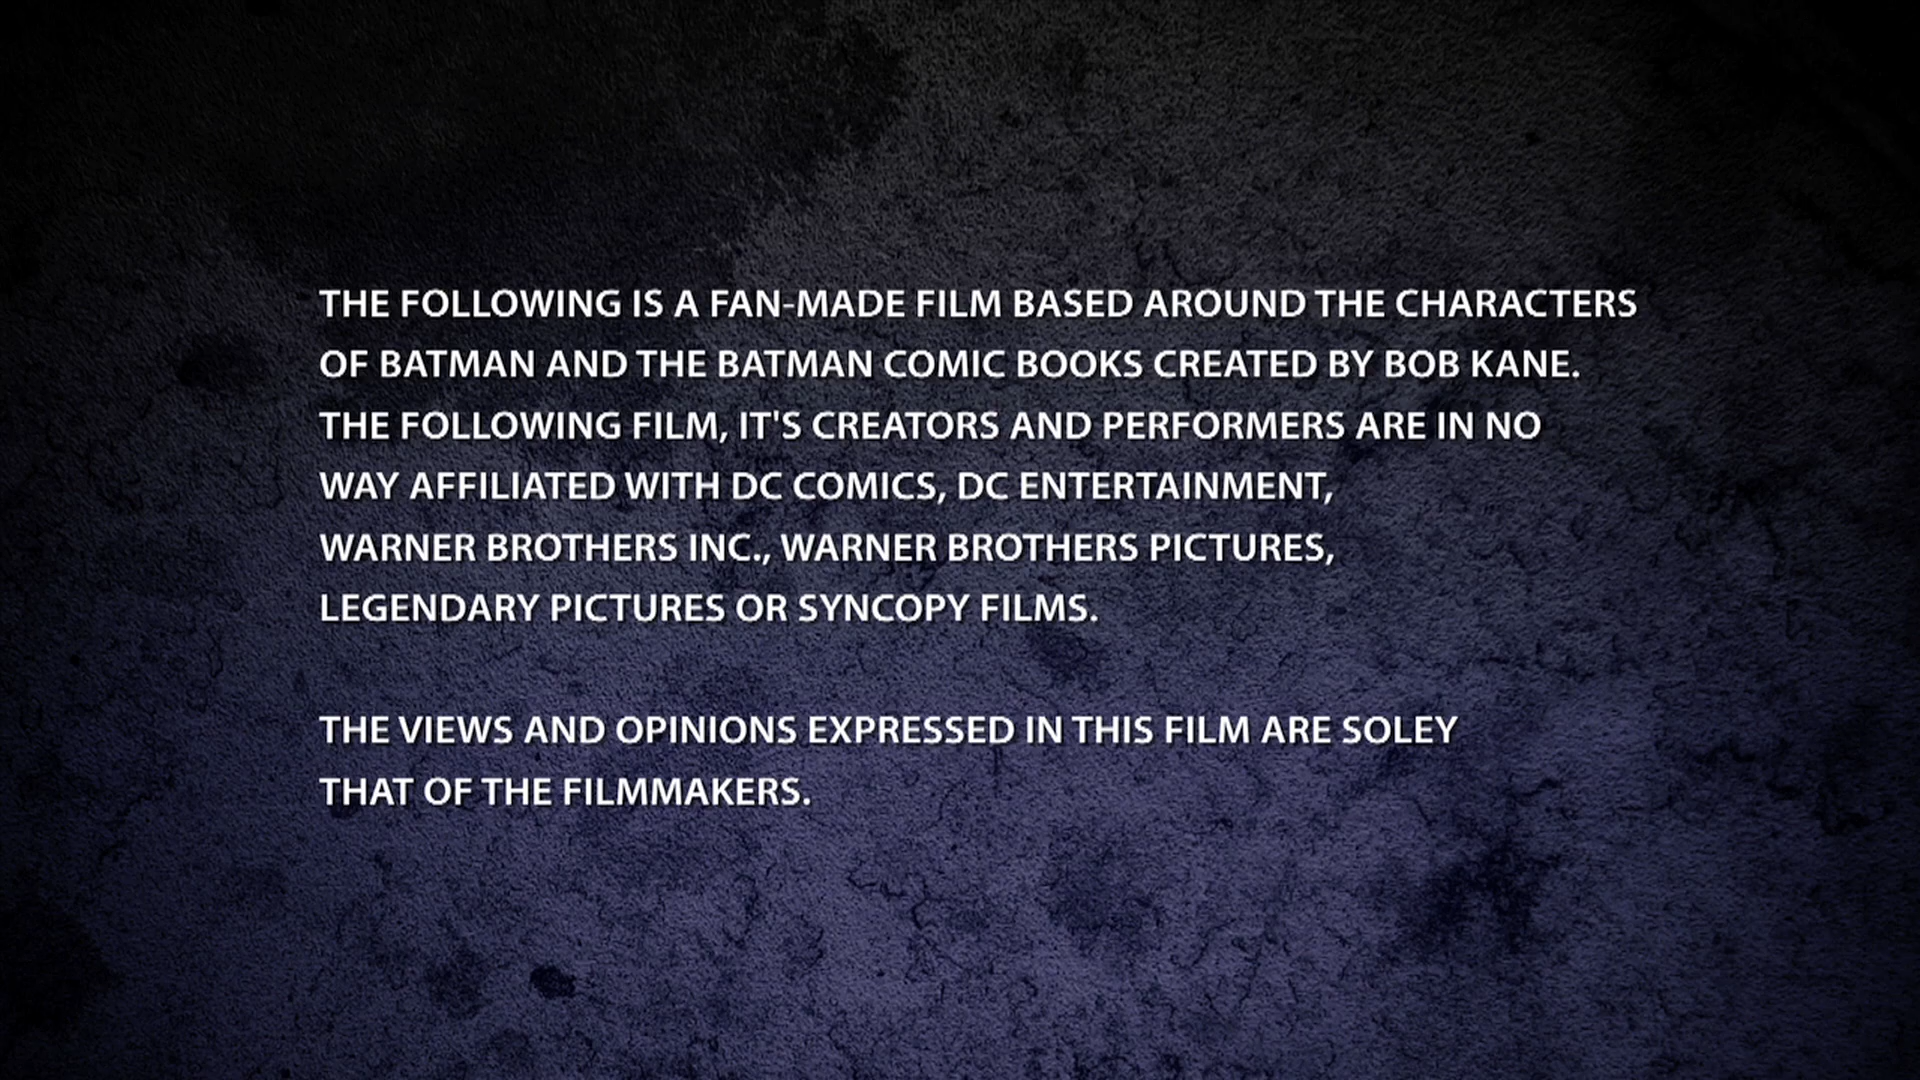 THE FOLLOWING IS A FAN-MADE FILM BASED AROUND THE CHARACTERS
OF BATMAN AND THE BATMAN COMIC BOOKS CREATED BY BOB KANE.
THE FOLLOWING FILM, IT'S CREATORS AND PERFORMERS ARE IN NO
WAY AFFILIATED WITH DC COMICS, DC ENTERTAINMENT,
WARNER BROTHERS INC., WARNER BROTHERS PICTURES,
LEGENDARY PICTURES OR SYNCOPY FILMS.
THE VIEWS AND OPINIONS EXPRESSED IN THIS FILM ARE SOLEY
THAT OF THE FILMMAKERS.